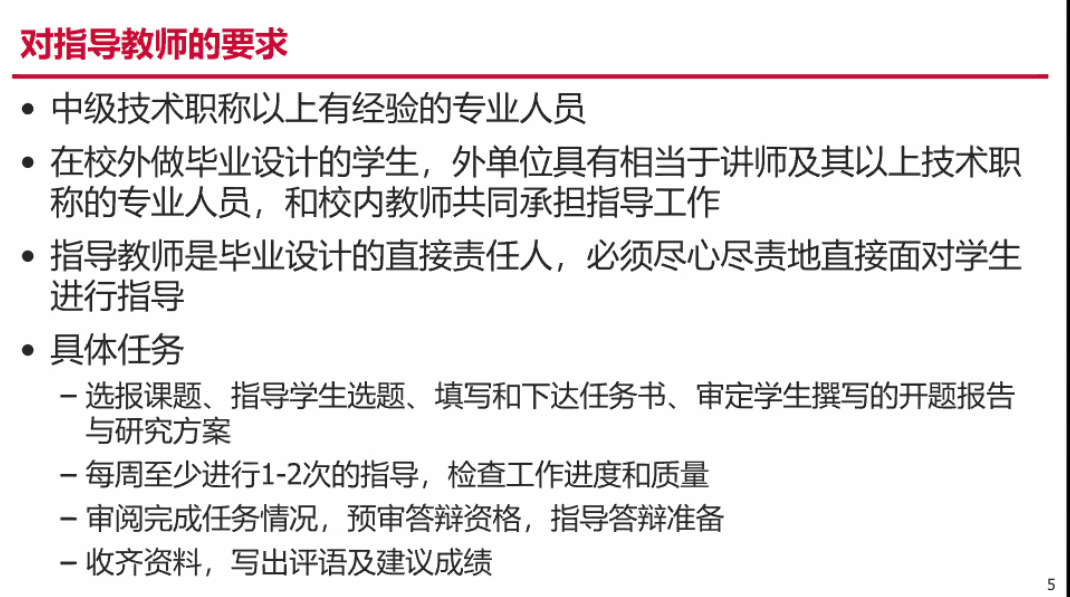 对指导教师的要求
• 中级技术职称以上有经验的专业人员
• 在校外做毕业设计的学生，外单位具有相当于讲师及其以上技术职
称的专业人员，和校内教师共同承担指导工作
• 指导教师是毕业设计的直接责任人，必须尽心尽责地直接面对学生
进行指导
• 具体任务
– 选报课题、指导学生选题、填写和下达任务书、审定学生撰写的开题报告
与研究方案
– 每周至少进行1-2次的指导，检查工作进度和质量
– 审阅完成任务情况，预审答辩资格，指导答辩准备
– 收齐资料，写出评语及建议成绩
5